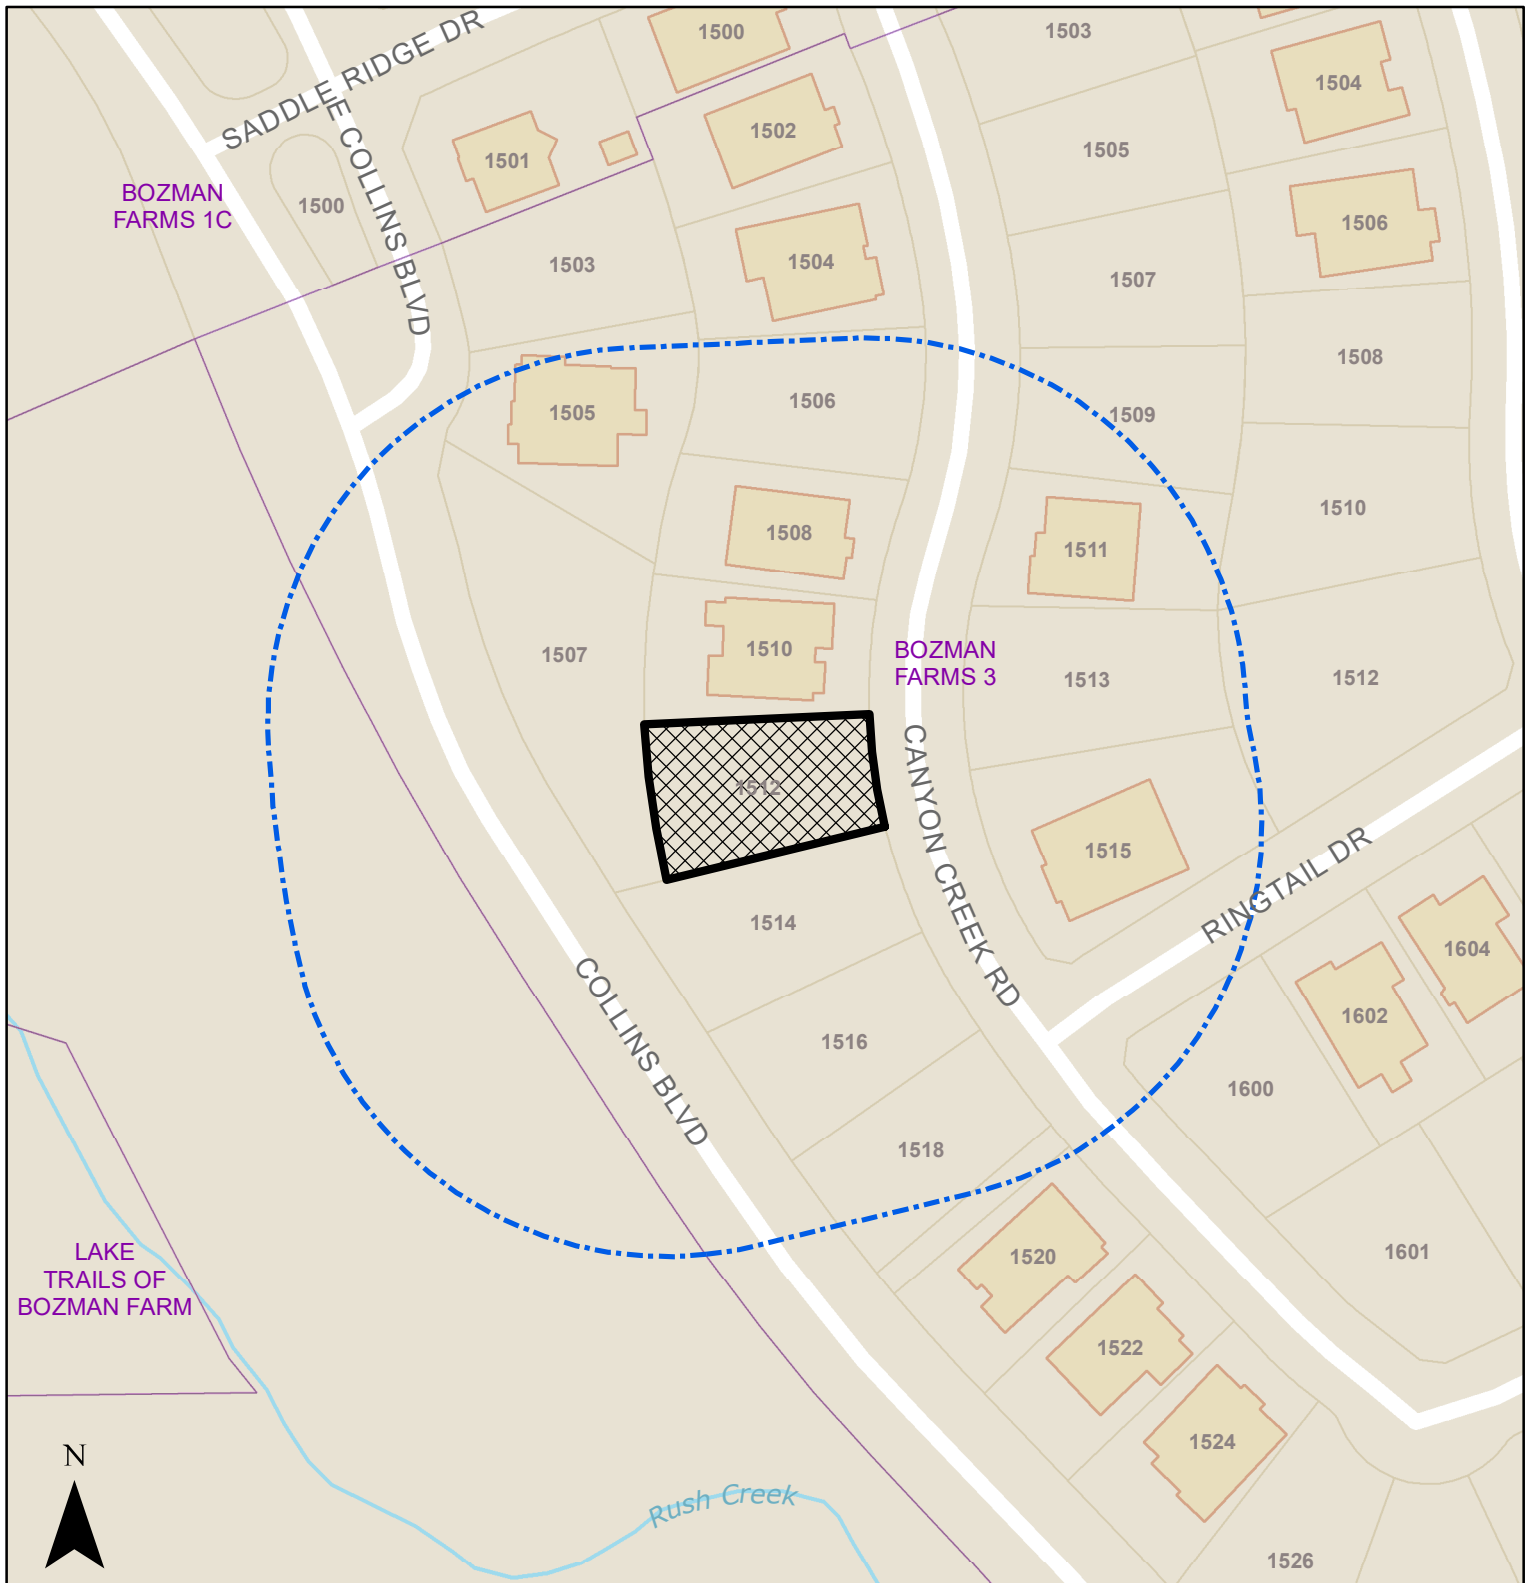 1500
1503
SADDLE RIDGE DR
1504
1502
1501
1505
E COLLINS BLVD
BOZMAN
FARMS 1C
1500
1506
1503
1504
1507
1508
1505
1506
1509
1510
1508
1511
1507
1510
BOZMAN
FARMS 3
1513
1512
1512
CANYON CREEK RD
1515
RINGTAIL DR
1514
1604
COLLINS BLVD
1602
1516
1600
1518
LAKE
TRAILS OF
BOZMAN FARM
1520
1601
1522
1524
N
Rush Creek
1526